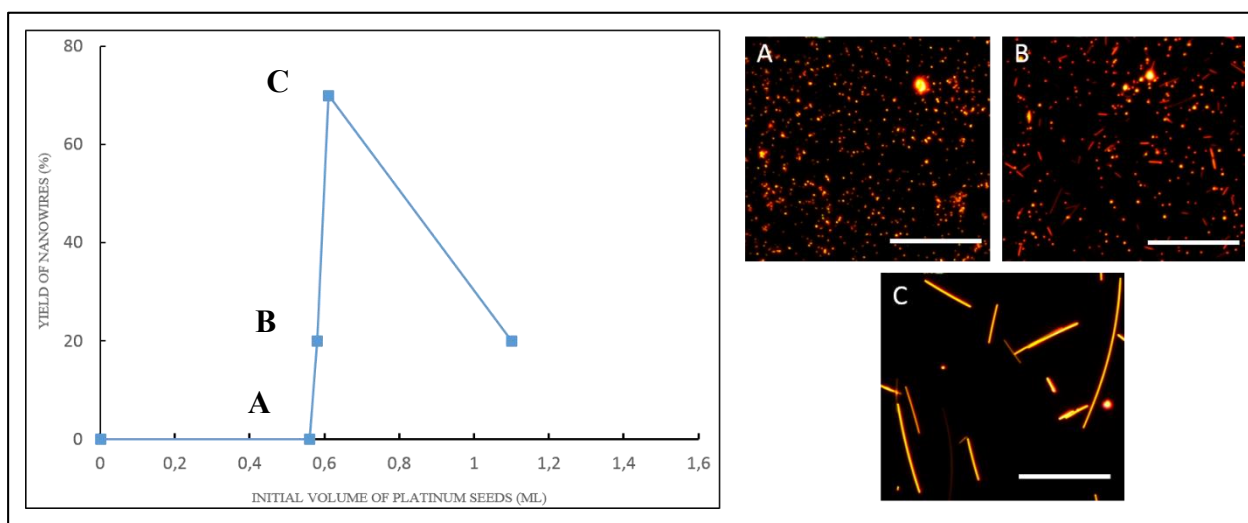 80
60
40
20
0
YIELD OF NANOWIRES (%)
C
B
A
0 0,2 0,4 0,6 0,8 1 1,2 1,4 1,6
INITIAL VOLUME OF PLATINUM SEEDS (ML)
A
B
C